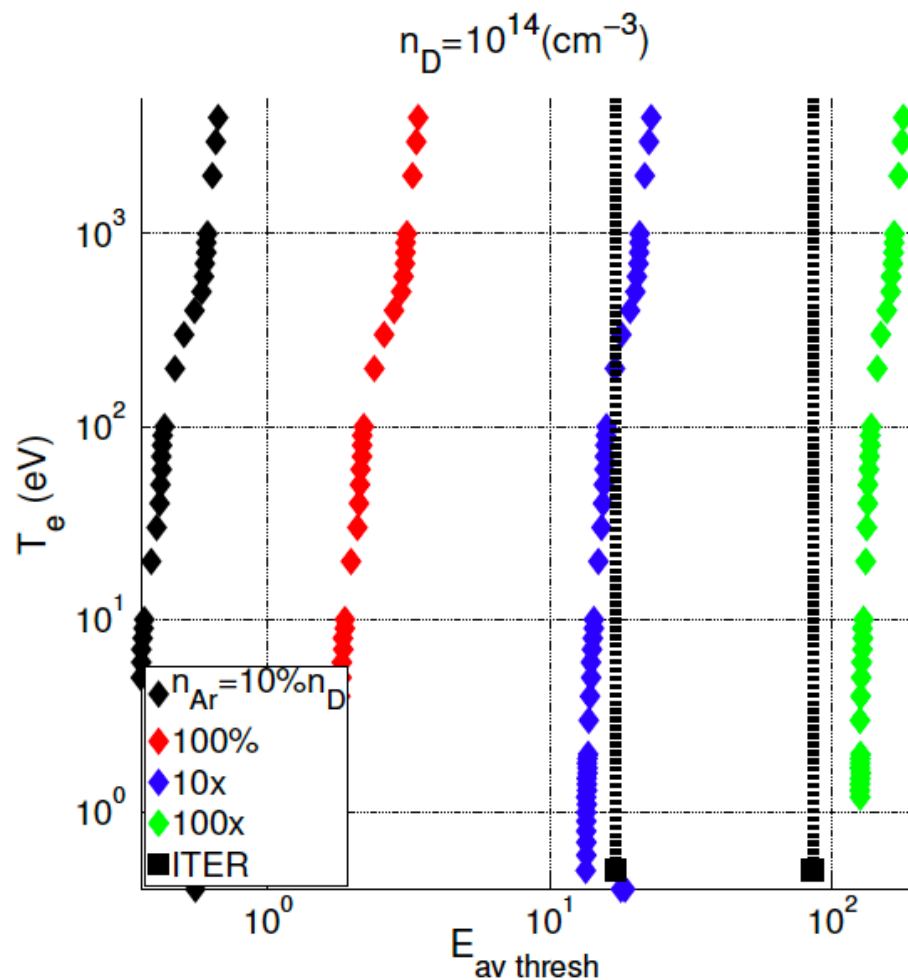 n_D=10^14(cm^−3)
T_e (eV)
10^3
10^2
10^1
10^0
n_Ar=10%n_D
100%
10x
100x
ITER
10^0
10^1
10^2
E_av thresh